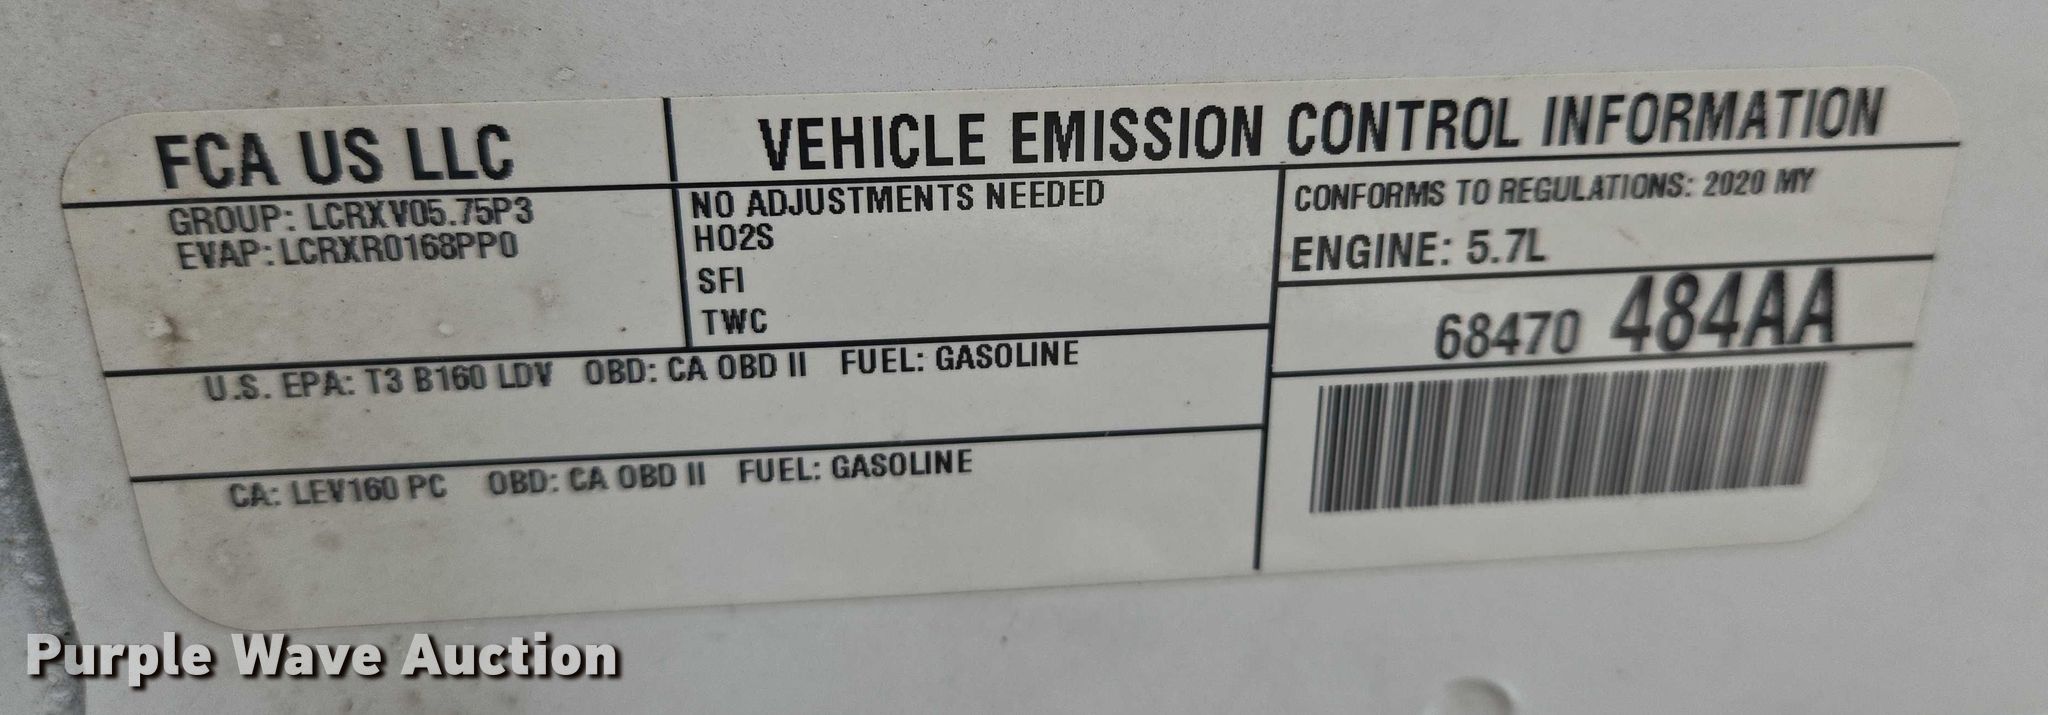 FCA US LLC
VEHICLE EMISSION CONTROL INFORMATION
GROUP: LCRXV05.75P3
EVAP: LCRXR0168PP0
NO ADJUSTMENTS NEEDED
HO2S
SFI
TWC
CONFORMS TO REGULATIONS: 2020 MY
ENGINE: 5.7L
68470 484AA
U.S. EPA: T3 B160 LDV OBD: CA OBD II FUEL: GASOLINE
CA: LEV160 PC OBD: CA OBD II FUEL: GASOLINE
Purple Wave Auction